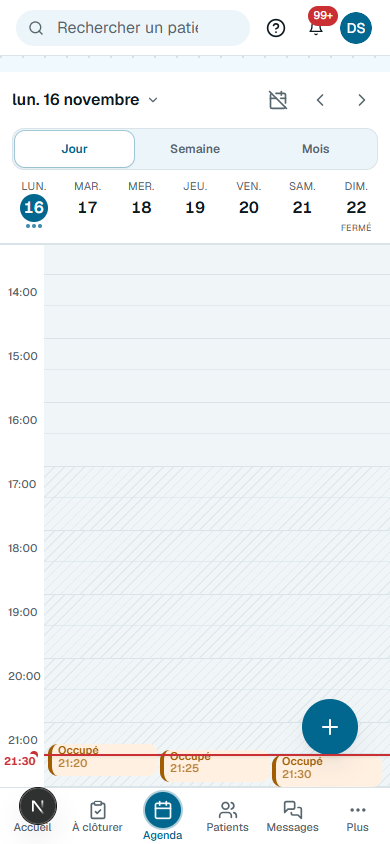 Rechercher un patie
99+
DS
lun. 16 novembre
Jour
Semaine
Mois
LUN.
MAR.
MER.
JEU.
VEN.
SAM.
DIM.
16
17
18
19
20
21
22
FERMÉ
14:00
15:00
16:00
17:00
18:00
19:00
20:00
21:00
21:30
Occupé
21:20
Occupé
21:25
Occupé
21:30
N
Accueil
À clôturer
Agenda
Patients
Messages
Plus